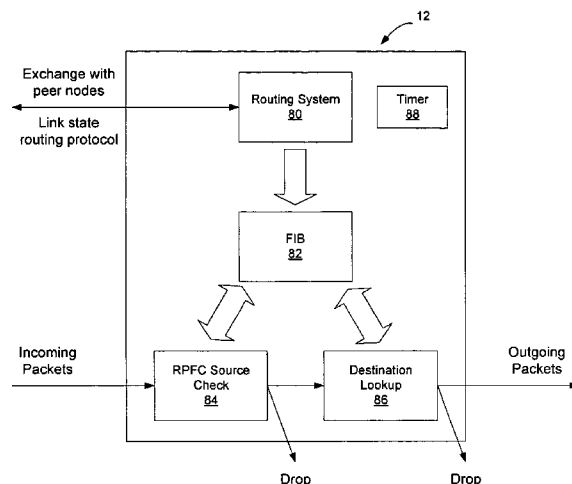 12
Exchange with
peer nodes
Link state
routing protocol
Routing System
80
Timer
88
FIB
82
Incoming
Packets
RPFC Source
Check
84
Destination
Lookup
86
Outgoing
Packets
Drop
Drop